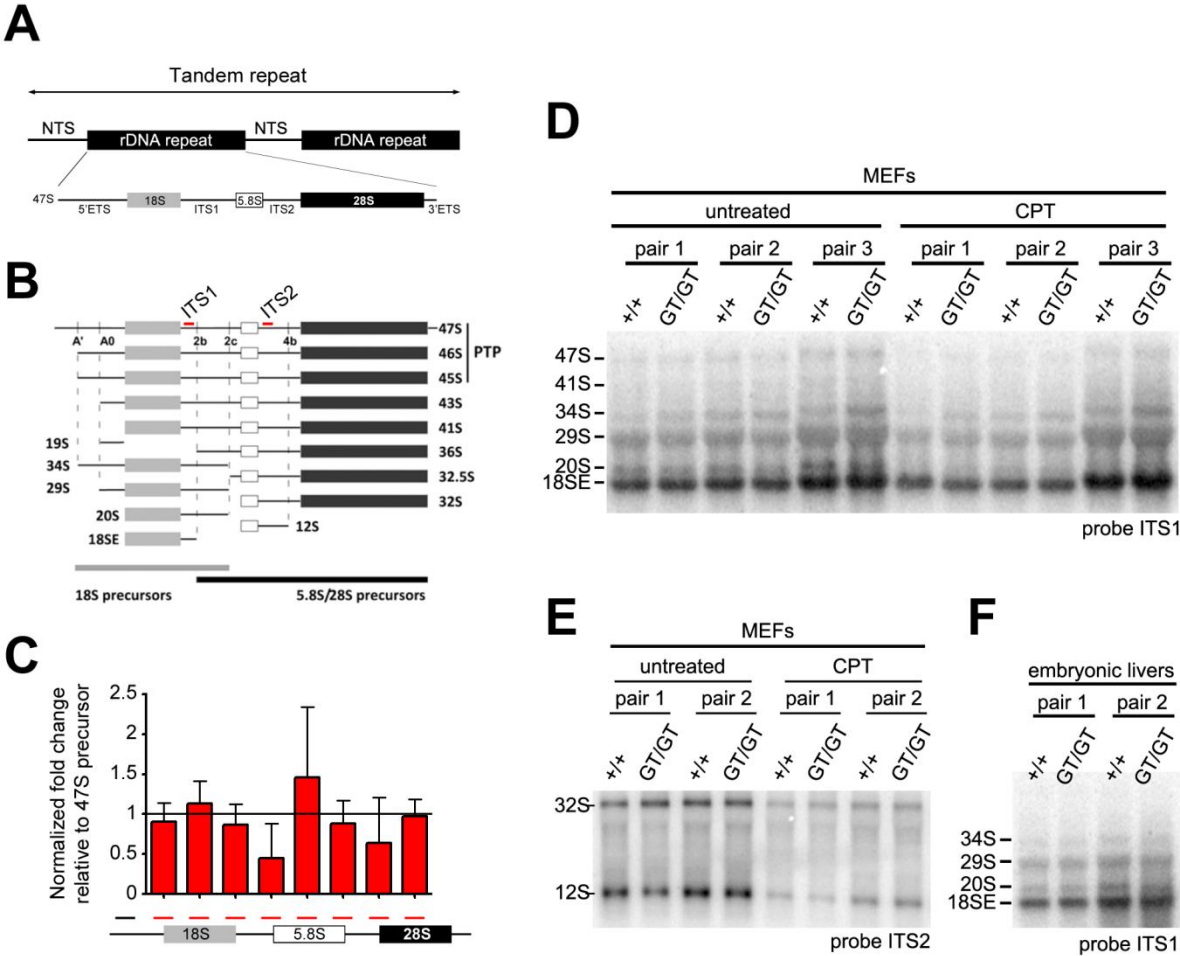 A
Tandem repeat
NTS
NTS
rDNA repeat
rDNA repeat
47S
18S
5.8S
28S
5'ETS
ITS1
ITS2
3'ETS
B
ITS1
ITS2
47S
A'
A0
2b
2c
4b
PTP
46S
45S
43S
41S
19S
36S
34S
32.5S
29S
32S
20S
12S
18SE
18S precursors
5.8S/28S precursors
C
Normalized fold change
relative to 47S precursor
2.5
2
1.5
1
0.5
0
18S
5.8S
28S
D
MEFs
untreated
CPT
pair 1
pair 2
pair 3
pair 1
pair 2
pair 3
+/+
GT/GT
+/+
GT/GT
+/+
GT/GT
+/+
GT/GT
+/+
GT/GT
+/+
GT/GT
47S
41S
34S
29S
20S
18SE
probe ITS1
E
MEFs
untreated
CPT
pair 1
pair 2
pair 1
pair 2
+/+
GT/GT
+/+
GT/GT
+/+
GT/GT
+/+
GT/GT
32S
12S
probe ITS2
F
embryonic livers
pair 1
pair 2
+/+
GT/GT
+/+
GT/GT
34S
29S
20S
18SE
probe ITS1